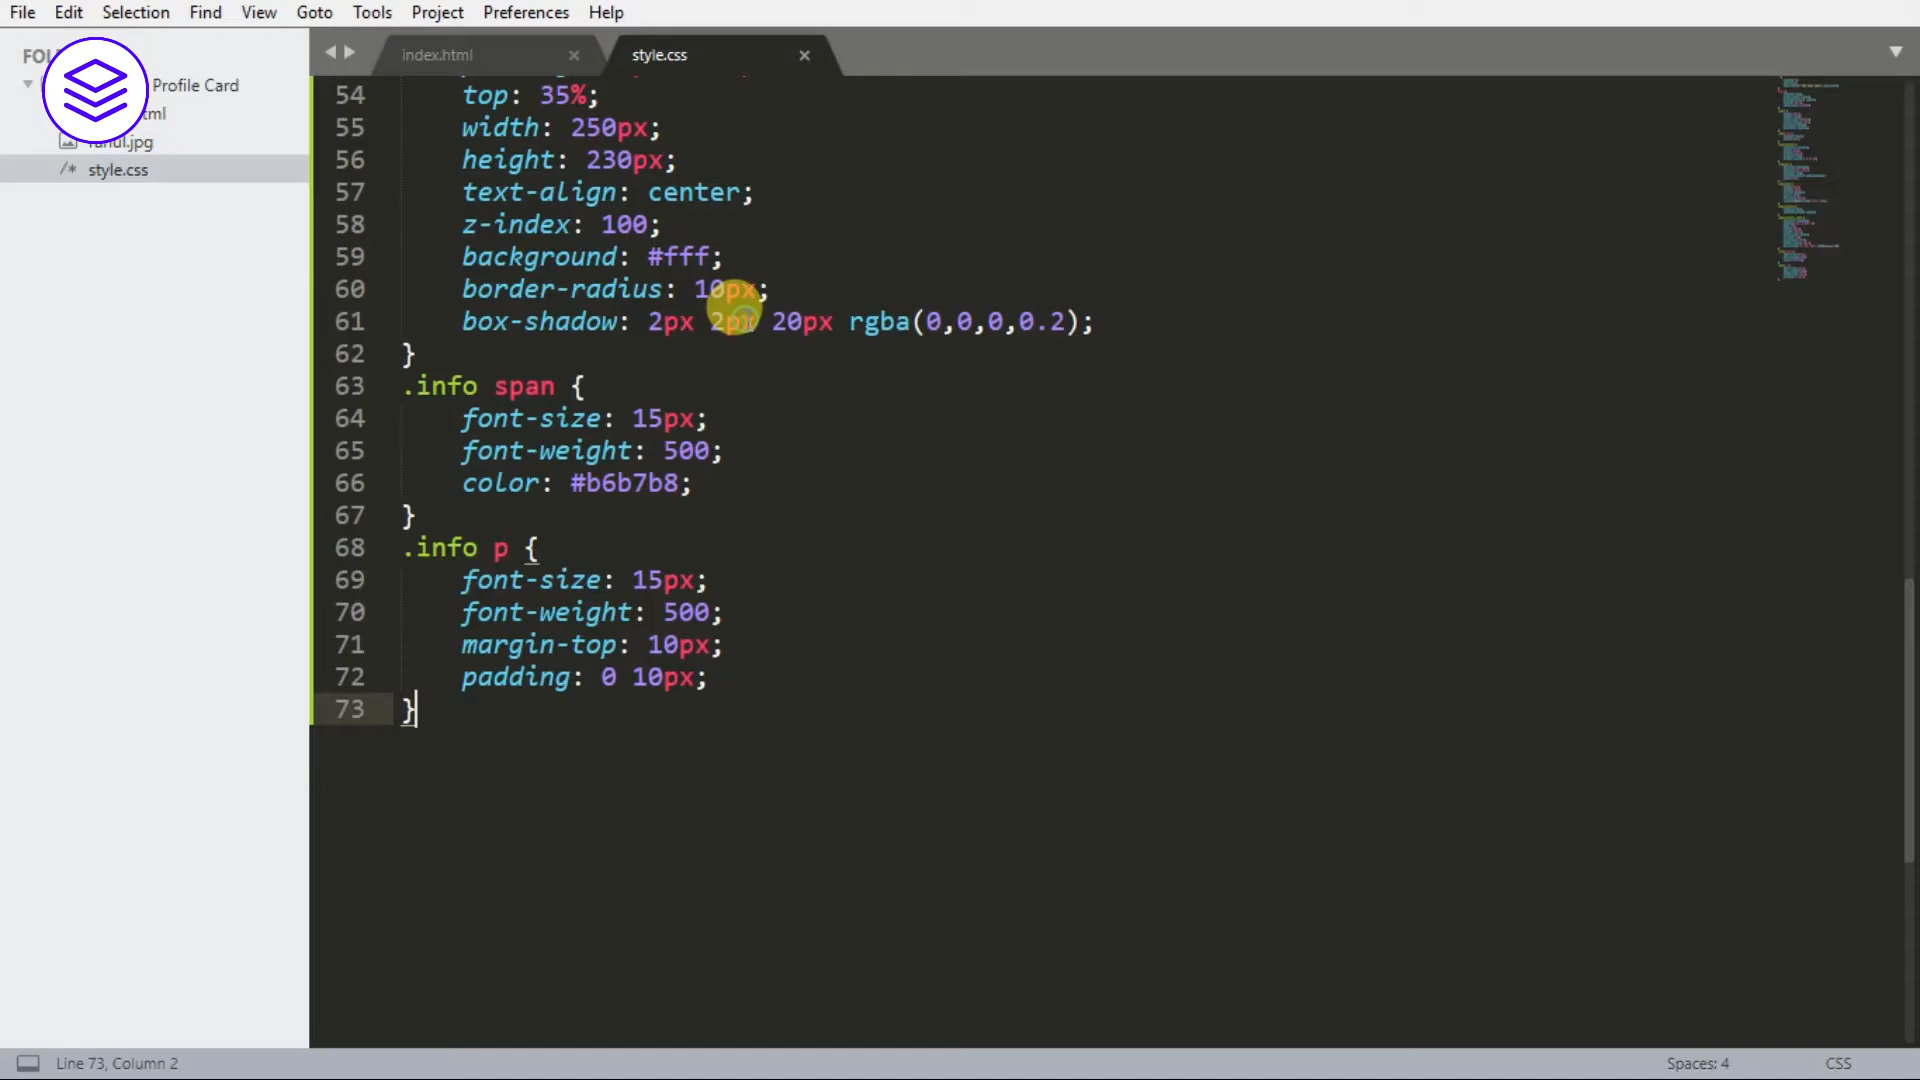 File Edit Selection Find View Goto Tools Project Preferences Help
index.html
style.css
Profile Card
style.css
54 top: 35%;
55 width: 250px;
56 height: 230px;
57 text-align: center;
58 z-index: 100;
59 background: #fff;
60 border-radius: 10px;
61 box-shadow: 2px 2px 20px rgba(0,0,0,0.2);
62 }
63 .info span {
64 font-size: 15px;
65 font-weight: 500;
66 color: #b6b7b8;
67 }
68 .info p {
69 font-size: 15px;
70 font-weight: 500;
71 margin-top: 10px;
72 padding: 0 10px;
73 }
Line 73, Column 2
Spaces: 4
CSS